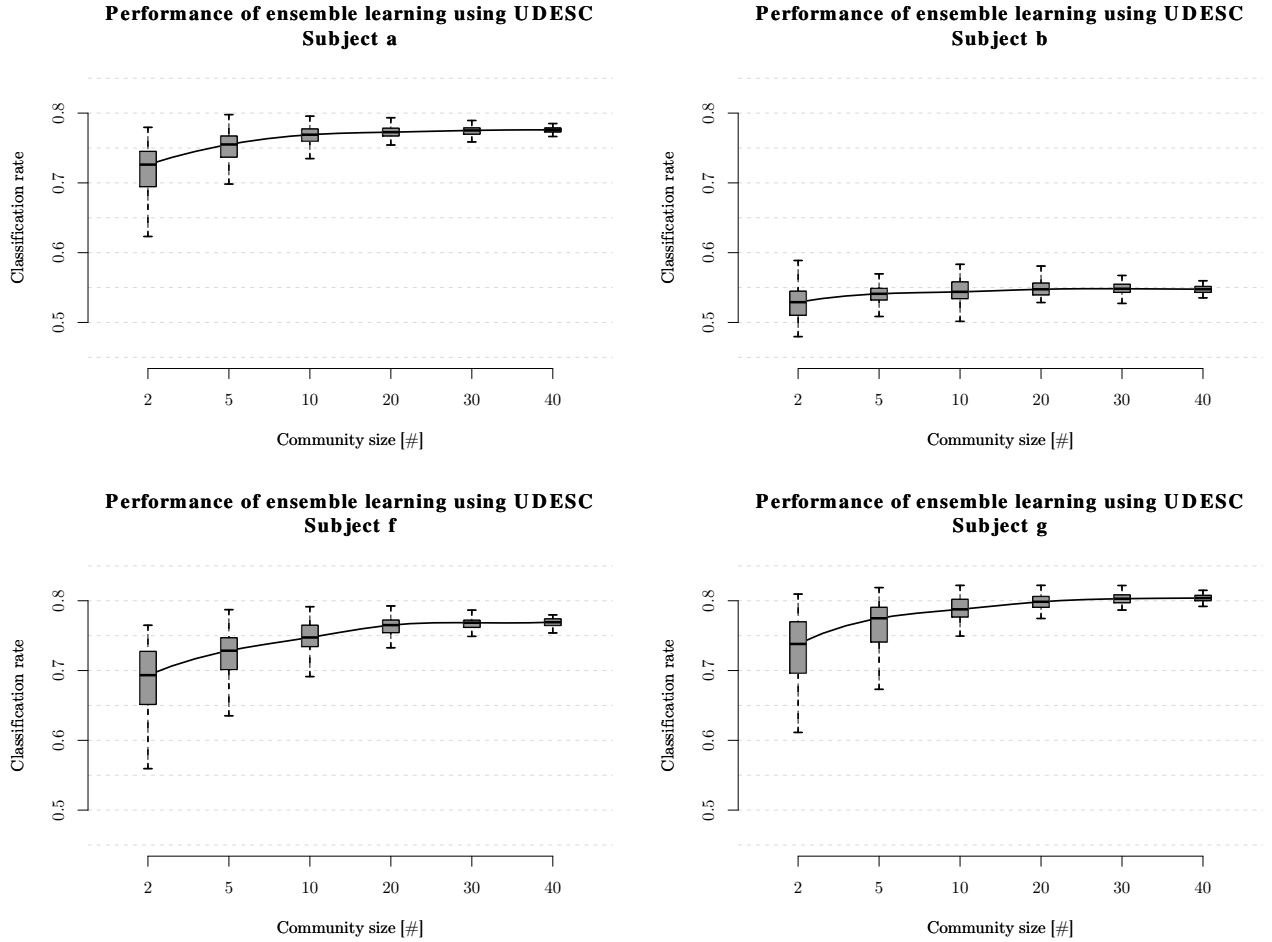 Performance of ensemble learning using UDESC
Subject a
Classification rate
0.8
0.7
0.6
0.5
2 5 10 20 30 40
Community size [#]
Performance of ensemble learning using UDESC
Subject b
Classification rate
0.8
0.7
0.6
0.5
2 5 10 20 30 40
Community size [#]
Performance of ensemble learning using UDESC
Subject f
Classification rate
0.8
0.7
0.6
0.5
2 5 10 20 30 40
Community size [#]
Performance of ensemble learning using UDESC
Subject g
Classification rate
0.8
0.7
0.6
0.5
2 5 10 20 30 40
Community size [#]